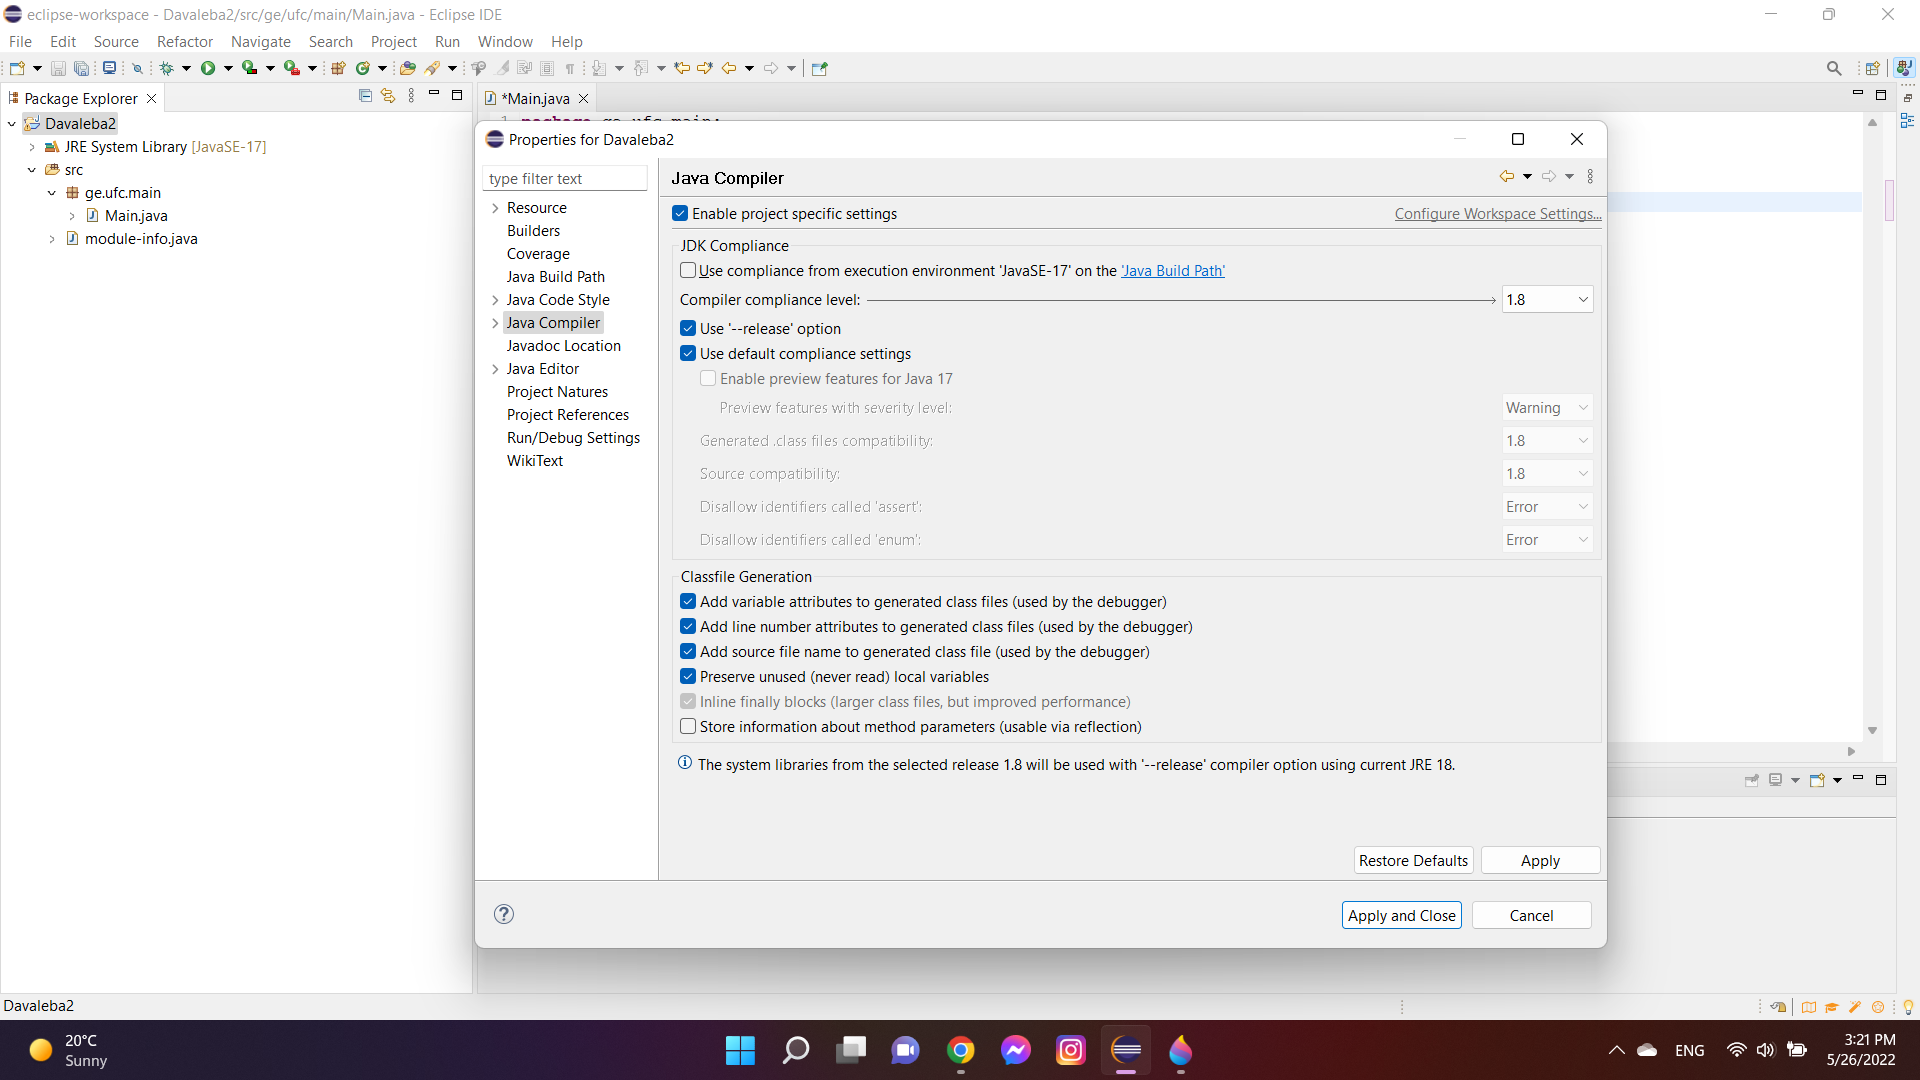 eclipse-workspace - Davaleba2/src/ge/ufc/main/Main.java - Eclipse IDE
File Edit Source Refactor Navigate Search Project Run Window Help
Package Explorer
*Main.java
Davaleba2
JRE System Library [JavaSE-17]
src
ge.ufc.main
Main.java
module-info.java
Properties for Davaleba2
type filter text
Resource
Builders
Coverage
Java Build Path
Java Code Style
Java Compiler
Javadoc Location
Java Editor
Project Natures
Project References
Run/Debug Settings
WikiText
Java Compiler
Enable project specific settings
Configure Workspace Settings...
JDK Compliance
Use compliance from execution environment 'JavaSE-17' on the 'Java Build Path'
Compiler compliance level: 1.8
Use '--release' option
Use default compliance settings
Enable preview features for Java 17
Preview features with severity level: Warning
Generated .class files compatibility: 1.8
Source compatibility: 1.8
Disallow identifiers called 'assert': Error
Disallow identifiers called 'enum': Error
Classfile Generation
Add variable attributes to generated class files (used by the debugger)
Add line number attributes to generated class files (used by the debugger)
Add source file name to generated class file (used by the debugger)
Preserve unused (never read) local variables
Inline finally blocks (larger class files, but improved performance)
Store information about method parameters (usable via reflection)
The system libraries from the selected release 1.8 will be used with '--release' compiler option using current JRE 18.
Restore Defaults Apply
Apply and Close Cancel
Davaleba2
20°C
Sunny
ENG
3:21 PM
5/26/2022